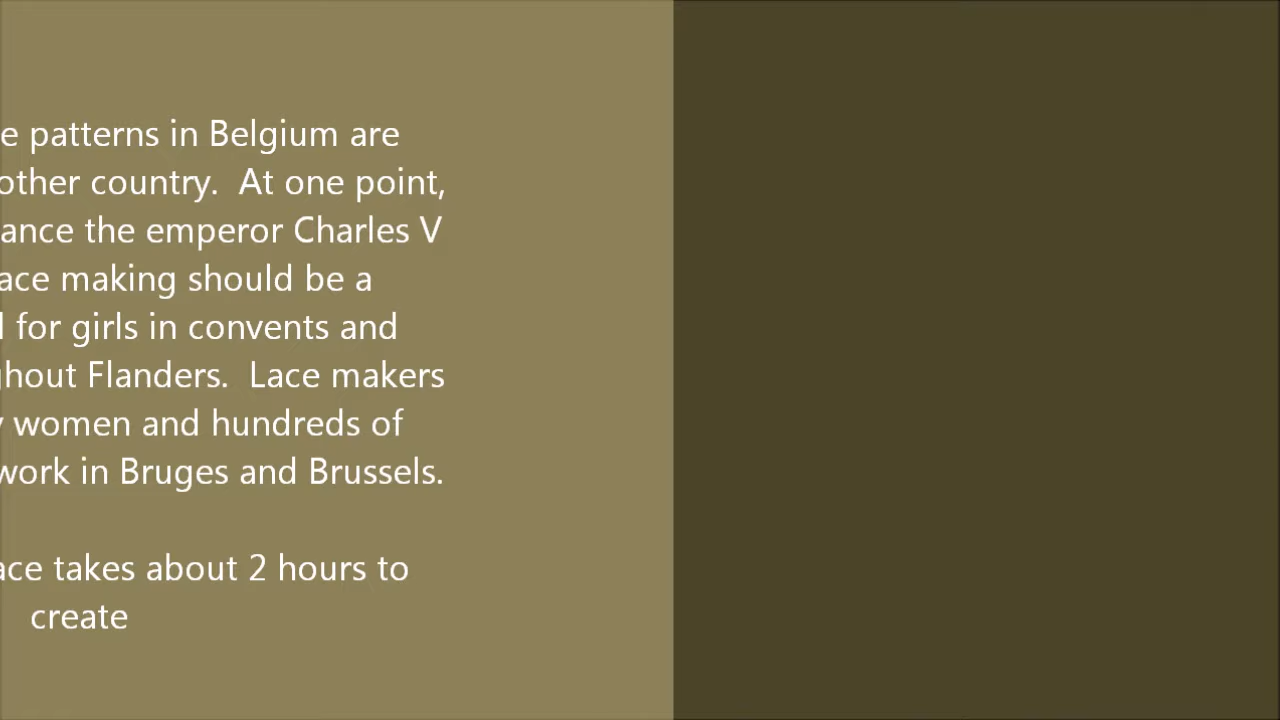 e patterns in Belgium are
other country. At one point,
ance the emperor Charles V
ace making should be a
for girls in convents and
ghout Flanders. Lace makers
women and hundreds of
work in Bruges and Brussels.
ace takes about 2 hours to
create